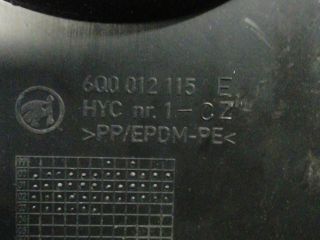 6Q0 012 115 E
HYC nr.1-CZ
>PP/EPDM-PE<